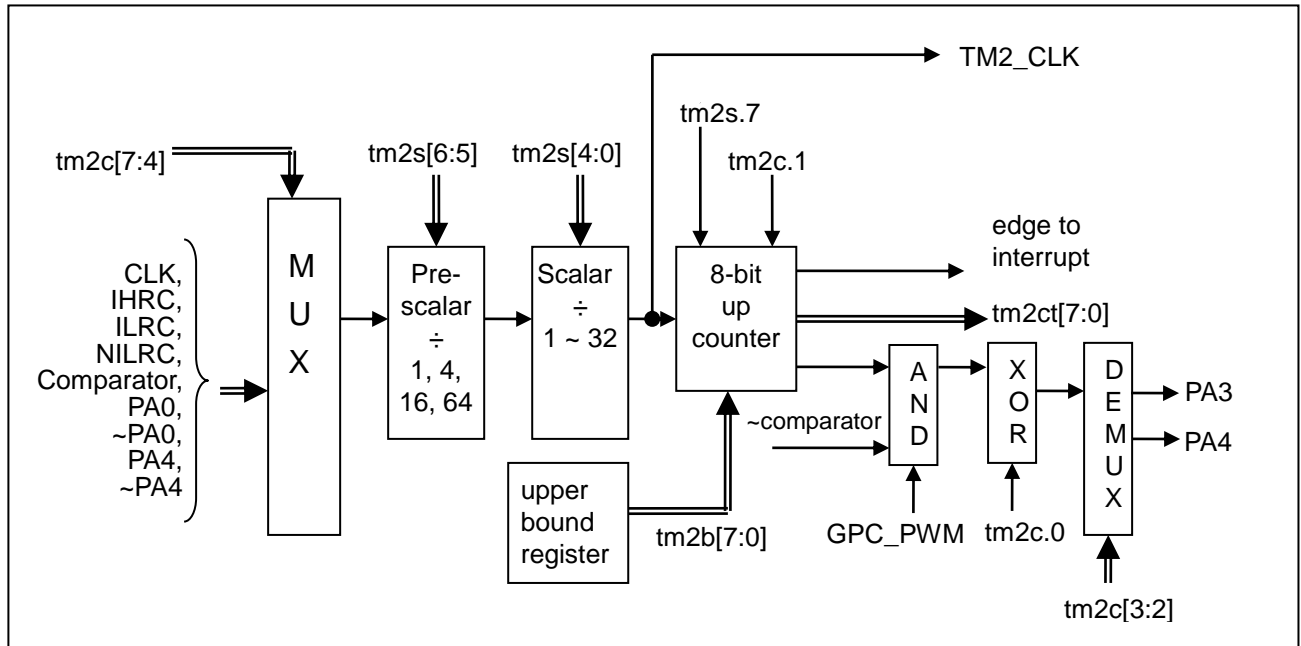 TM2_CLK
tm2s.7
tm2c[7:4]
tm2s[6:5]
tm2s[4:0]
tm2c.1
CLK,
IHRC,
ILRC,
NILRC,
Comparator,
PA0,
~PA0,
PA4,
~PA4
M
U
X
Pre-
scalar
÷
1, 4,
16, 64
Scalar
÷
1 ~ 32
8-bit
up
counter
edge to
interrupt
tm2ct[7:0]
upper
bound
register
tm2b[7:0]
~comparator
A
N
D
GPC_PWM
X
O
R
tm2c.0
D
E
M
U
X
PA3
PA4
tm2c[3:2]